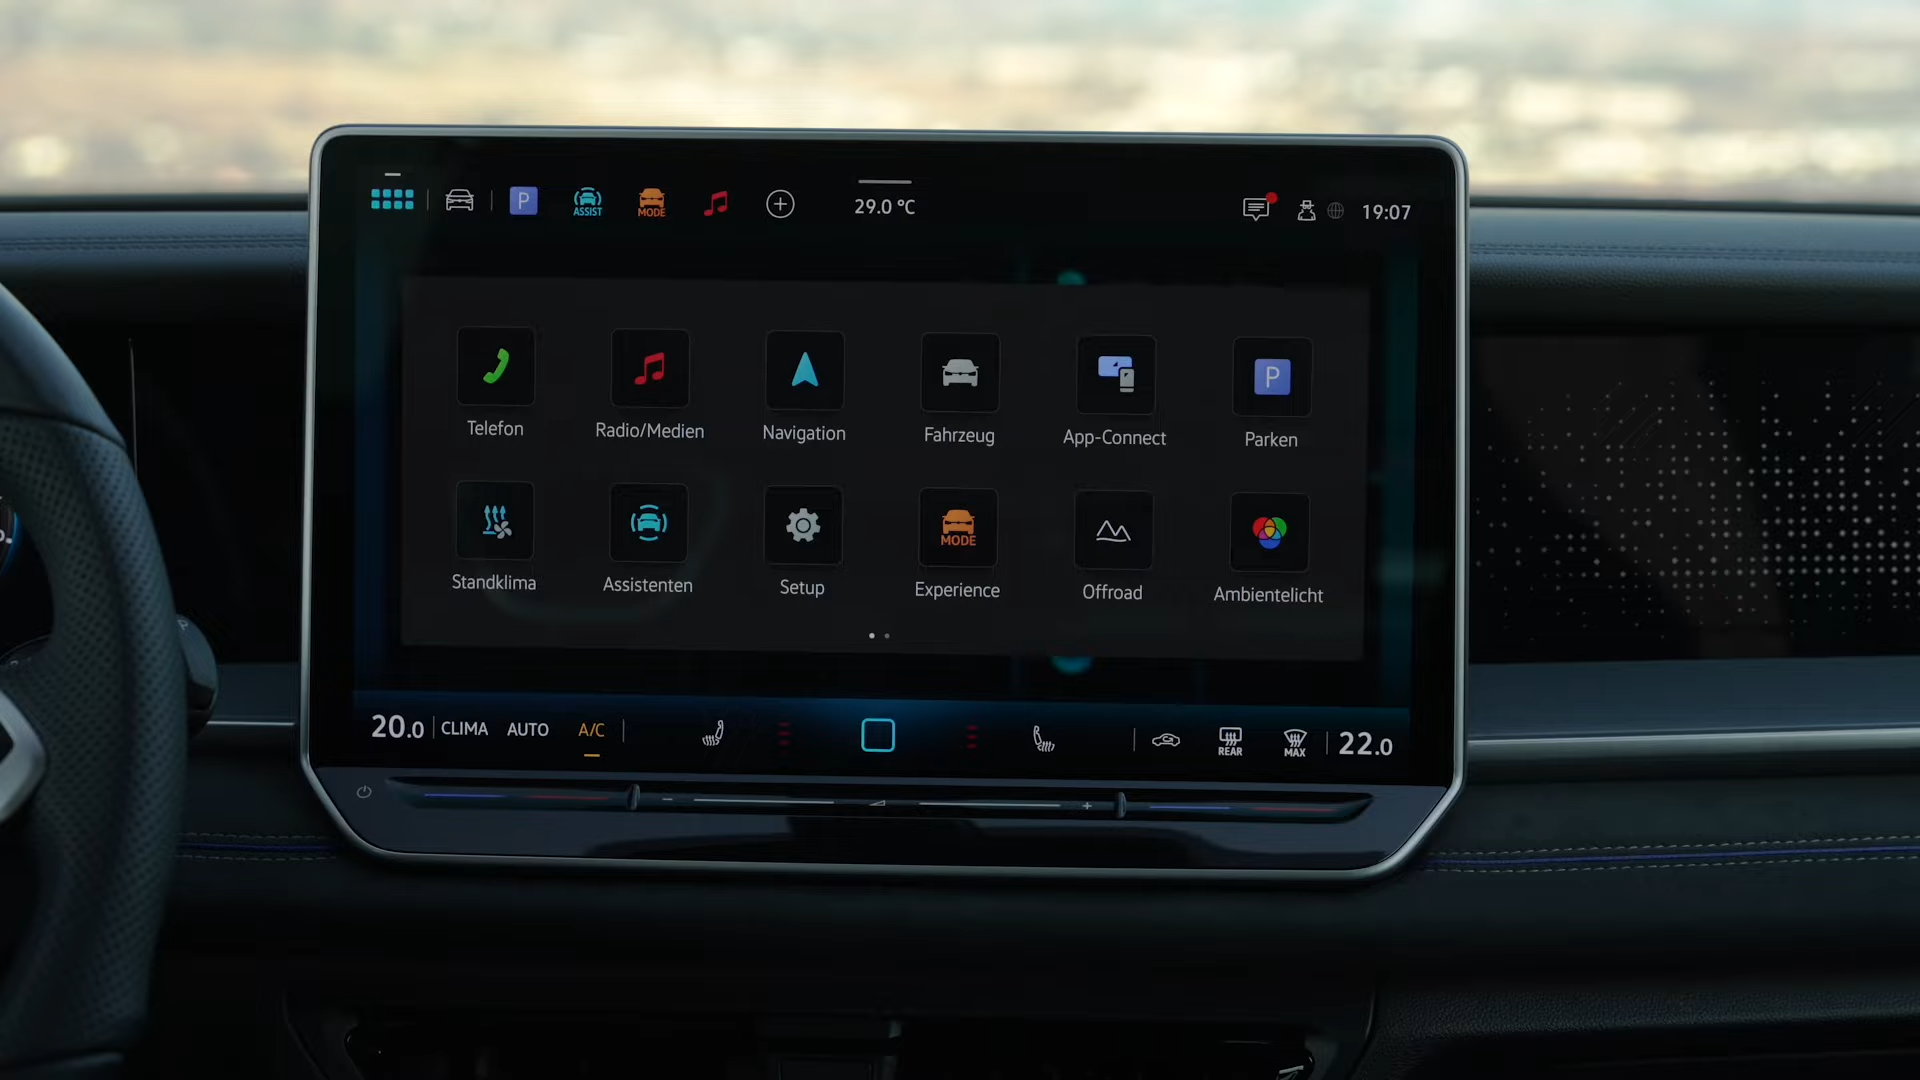 P ASSIST MODE 29.0 °C 19:07
Telefon Radio/Medien Navigation Fahrzeug App-Connect P Parken
Standklima Assistenten Setup MODE Experience Offroad Ambientelicht
20.0 CLIMA AUTO A/C REAR MAX 22.0
- +
P